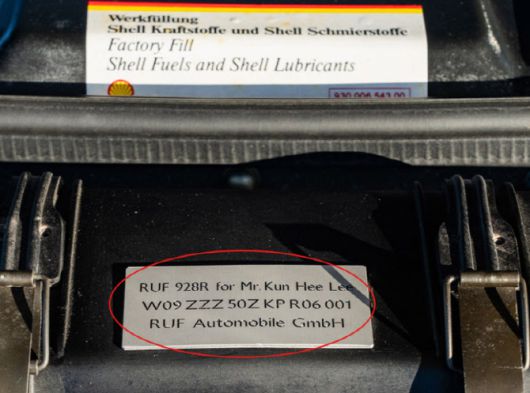 Werkfüllung
Shell Kraftstoffe und Shell Schmierstoffe
Factory Fill
Shell Fuels and Shell Lubricants
930 006 543 00
RUF 928R for Mr.Kun Hee Lee
W09 ZZZ 50Z KP R06 001
RUF Automobile GmbH